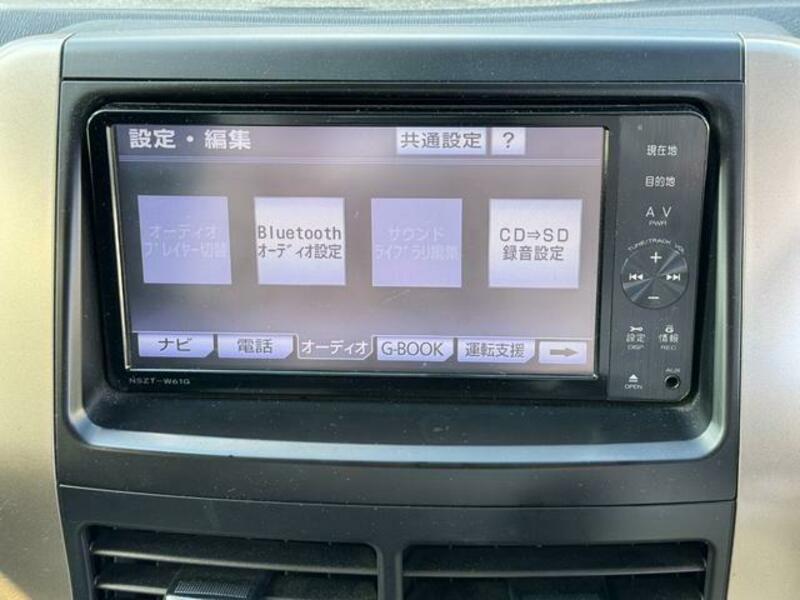 設定・編集
共通設定
?
オーディオ
プレイヤー切替
Bluetooth
オーディオ設定
サウンド
ライブラリ編集
CD⇒SD
録音設定
ナビ
電話
オーディオ
G-BOOK
運転支援
現在地
目的地
AV
PWR
TUNE/TRACK VOL
設定
DISP
情報
REC
OPEN
AUX
NSZT-W61G